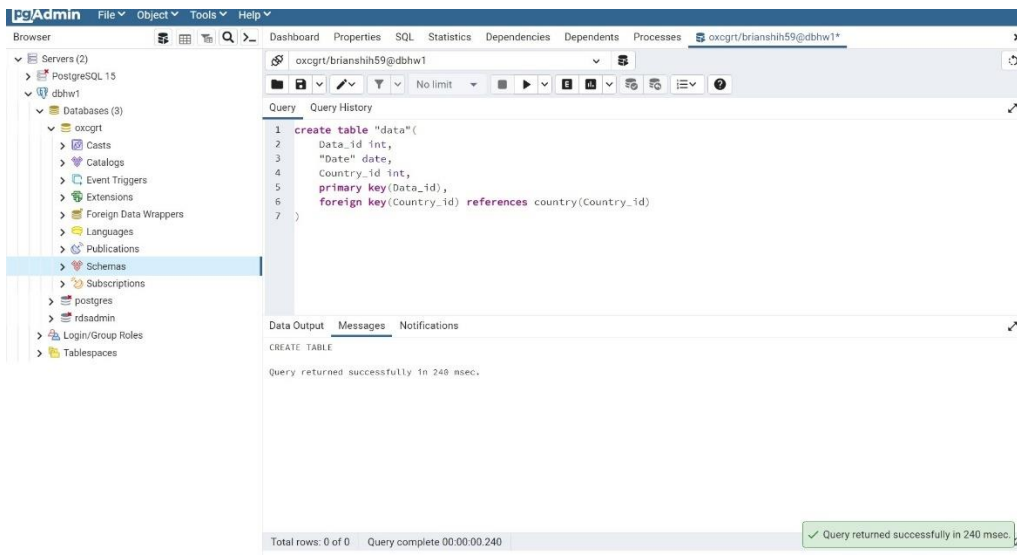 pgAdmin File Object Tools Help
Browser
Dashboard Properties SQL Statistics Dependencies Dependents Processes oxcgrt/brianshih59@dbhw1*
Servers (2)
PostgreSQL 15
dbhw1
Databases (3)
oxcgrt
Casts
Catalogs
Event Triggers
Extensions
Foreign Data Wrappers
Languages
Publications
Schemas
Subscriptions
postgres
rdsadmin
Login/Group Roles
Tablespaces
oxcgrt/brianshih59@dbhw1
No limit
Query Query History
1 create table "data"(
2 Data_id int,
3 "Date" date,
4 Country_id int,
5 primary key(Data_id),
6 foreign key(Country_id) references country(Country_id)
7 )
Data Output Messages Notifications
CREATE TABLE
Query returned successfully in 240 msec.
Total rows: 0 of 0 Query complete 00:00:00.240
Query returned successfully in 240 msec.